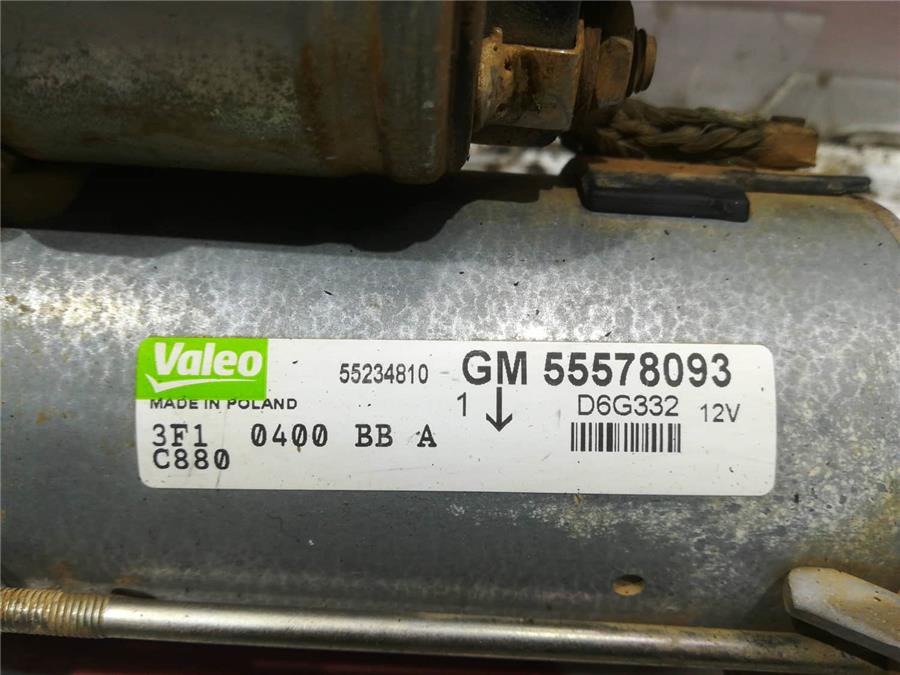 Valeo 55234810 GM 55578093
MADE IN POLAND 1 ↓ D6G332 12V
3F1 0400 BB A
C880